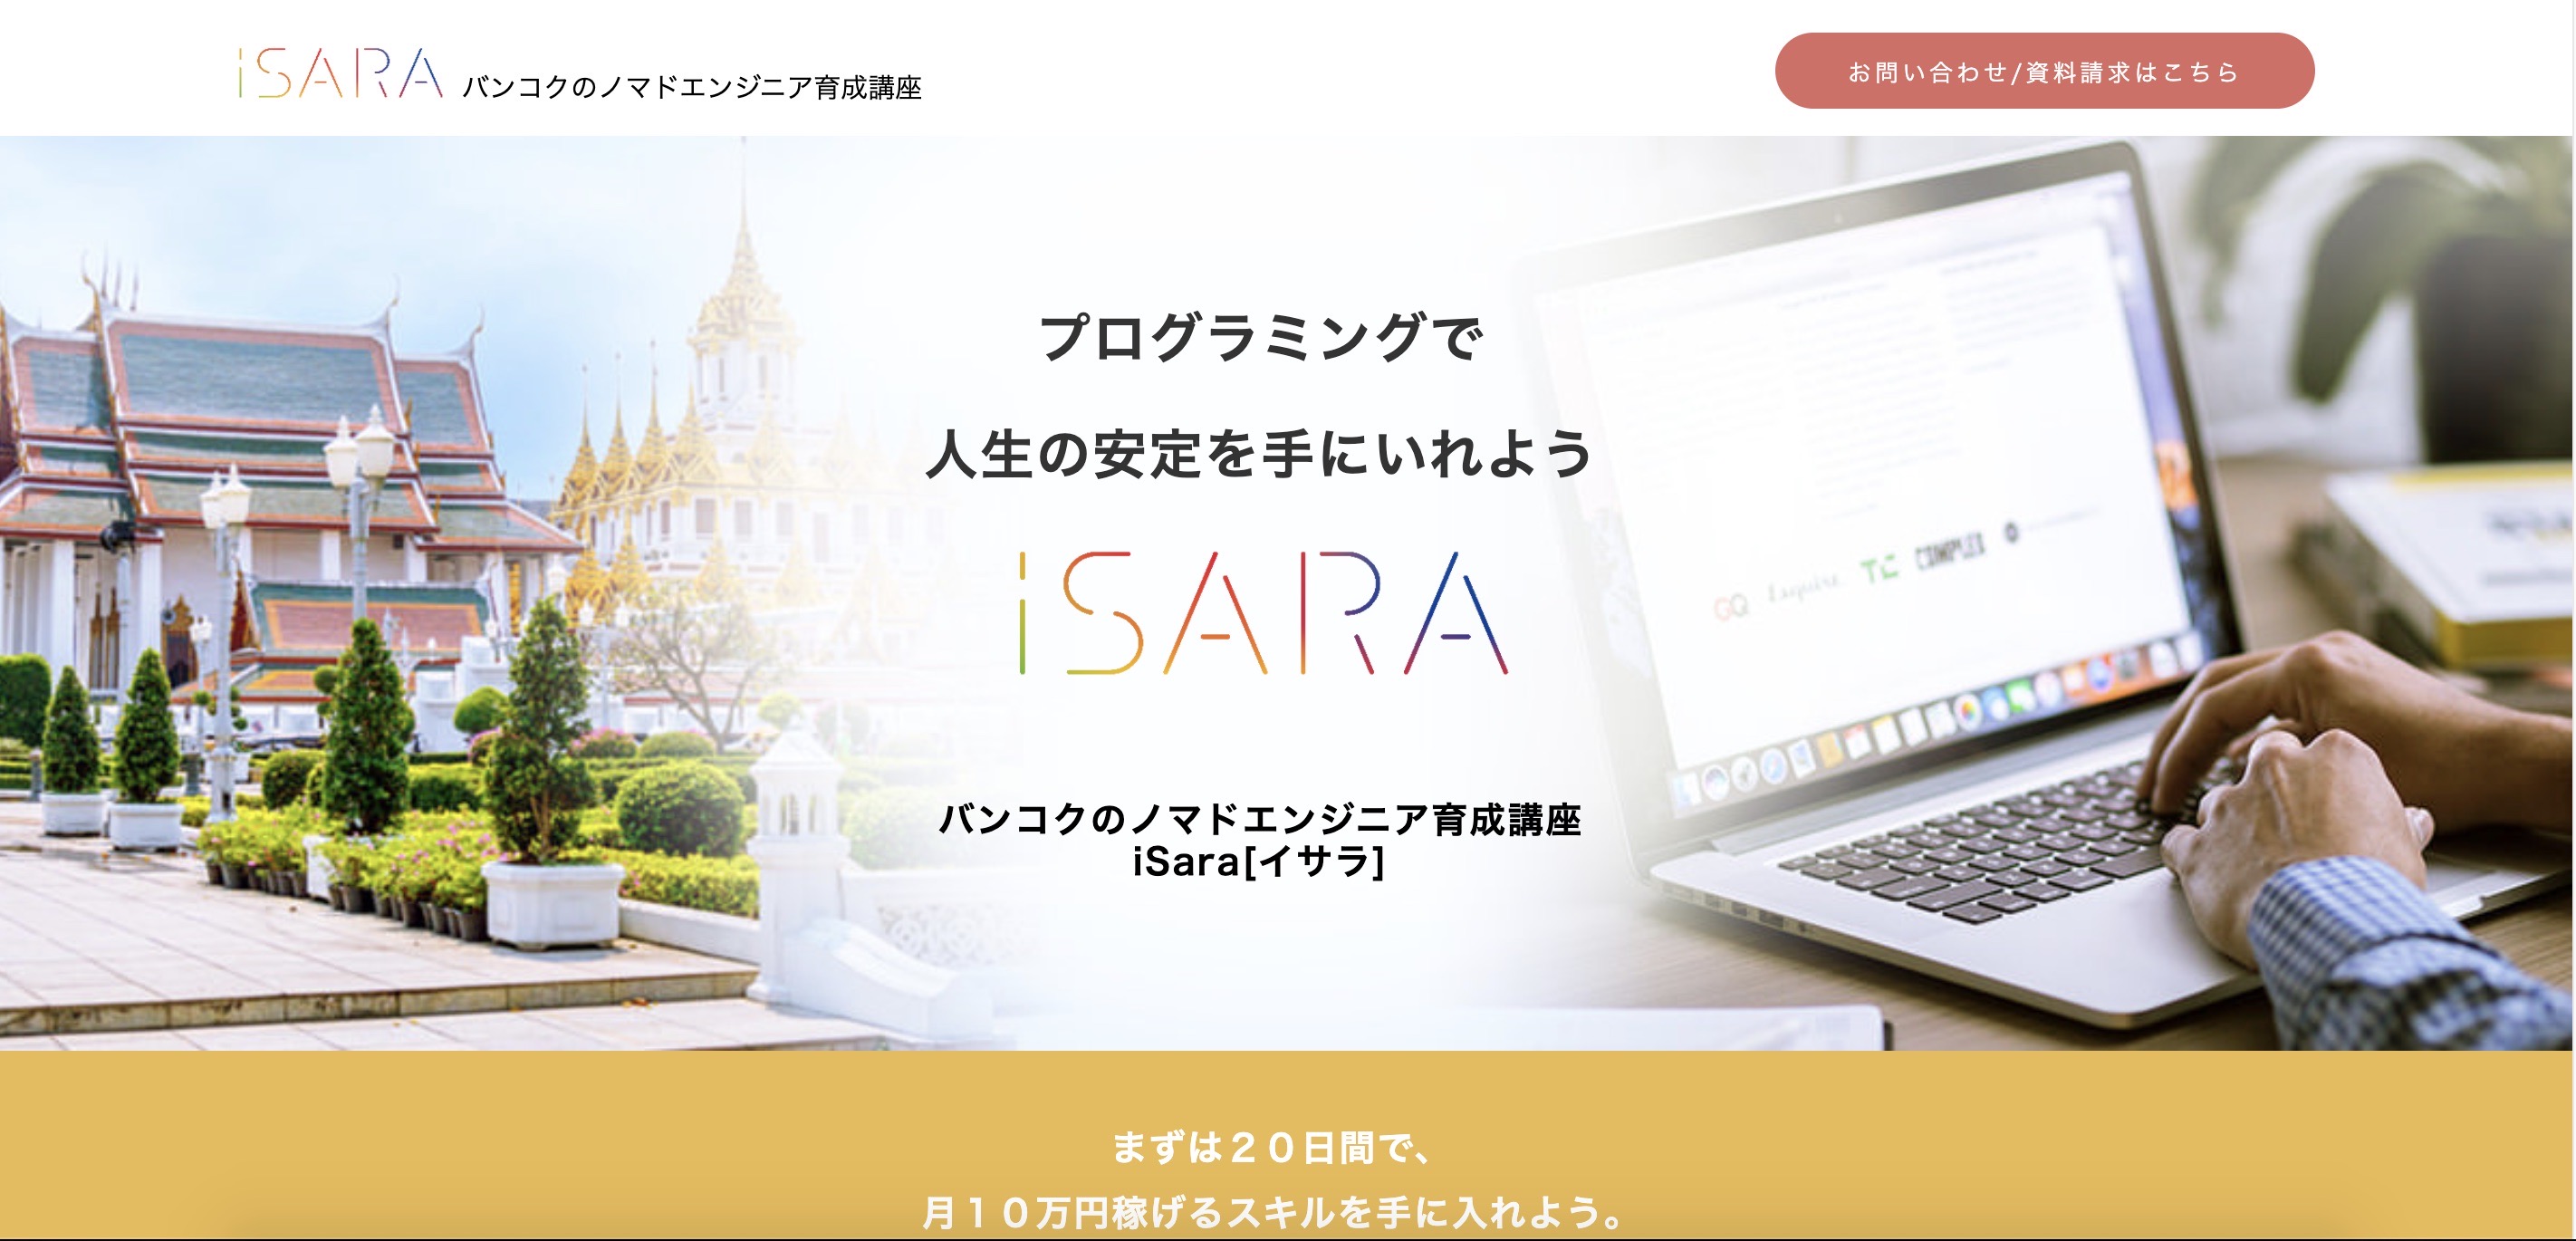 iSARA バンコクのノマドエンジニア育成講座
お問い合わせ/資料請求はこちら
プログラミングで
人生の安定を手にいれよう
iSARA
バンコクのノマドエンジニア育成講座
iSara[イサラ]
GQ Esquire TC COMPLEX
まずは２０日間で、
月１０万円稼げるスキルを手に入れよう。